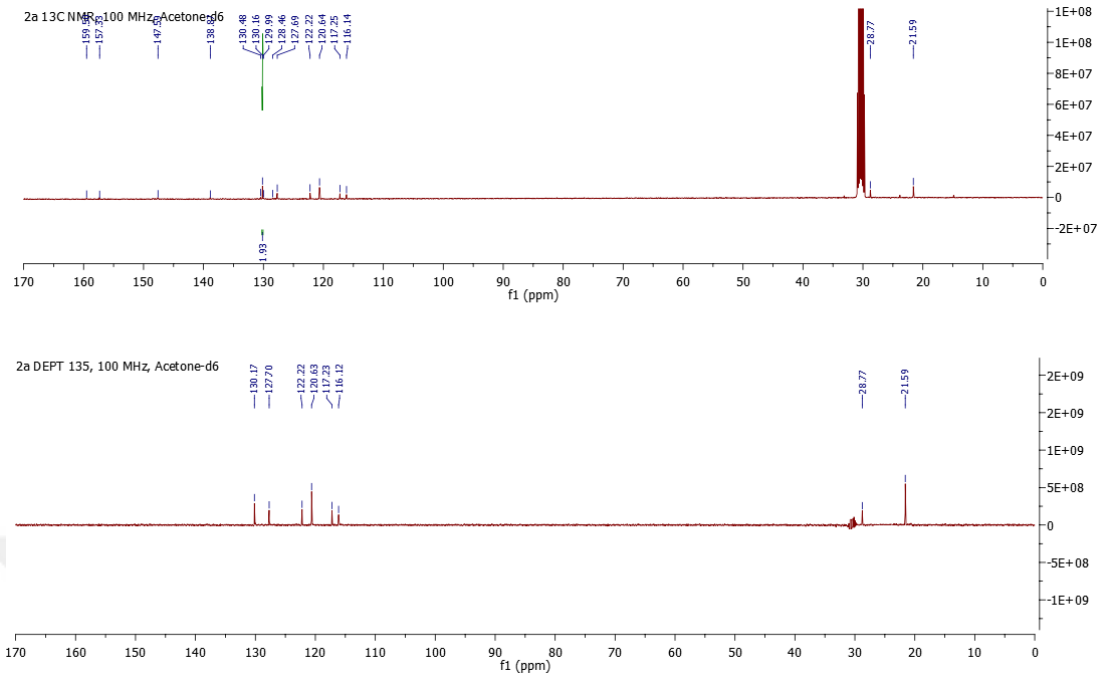 2a 13C NMR, 100 MHz, Acetone-d6
157.33
130.48
130.16
129.99
128.46
127.69
122.22
120.64
117.25
116.14
28.77
21.59
1E+08
1E+08
8E+07
6E+07
4E+07
2E+07
0
-2E+07
1.93
170 160 150 140 130 120 110 100 90 80 70 60 50 40 30 20 10 0
f1 (ppm)
2a DEPT 135, 100 MHz, Acetone-d6
130.17
127.70
122.22
120.63
117.23
116.12
28.77
21.59
2E+09
2E+09
1E+09
5E+08
0
-5E+08
-1E+09
170 160 150 140 130 120 110 100 90 80 70 60 50 40 30 20 10 0
f1 (ppm)